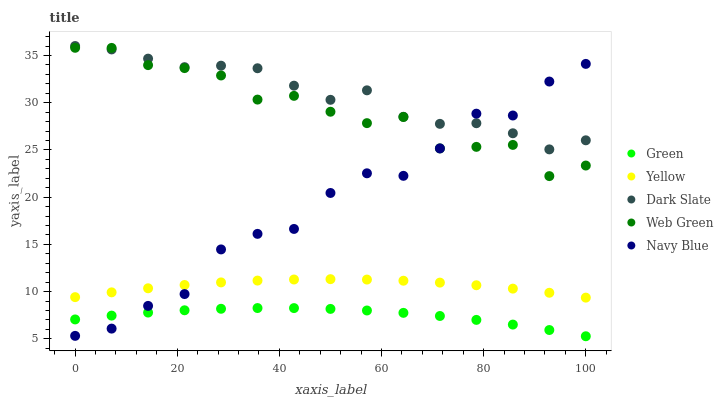 title
35
30
25
20
15
10
5
0
20
40
60
80
100
yaxis_label
xaxis_label
Green
Yellow
Dark Slate
Web Green
Navy Blue